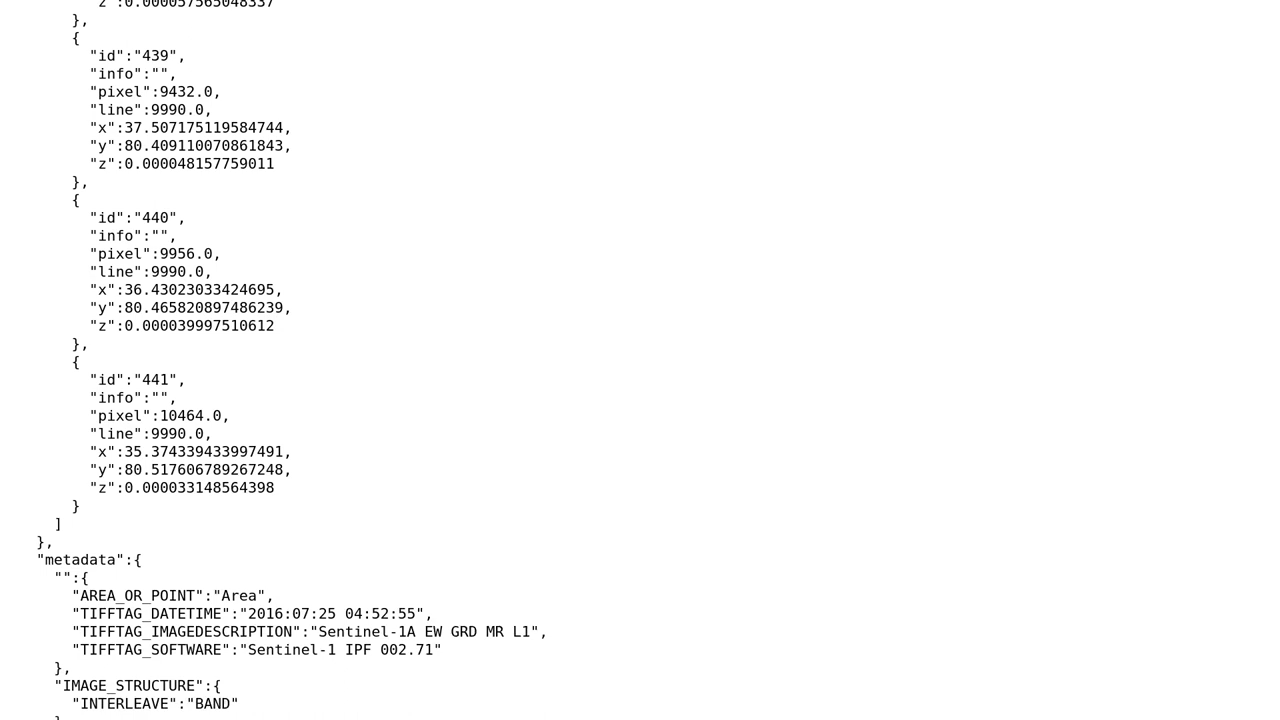 "z":0.000057565048337
},
{
"id":"439",
"info":"",
"pixel":9432.0,
"line":9990.0,
"x":37.507175119584744,
"y":80.409110070861843,
"z":0.000048157759011
},
{
"id":"440",
"info":"",
"pixel":9956.0,
"line":9990.0,
"x":36.43023033424695,
"y":80.465820897486239,
"z":0.000039997510612
},
{
"id":"441",
"info":"",
"pixel":10464.0,
"line":9990.0,
"x":35.374339433997491,
"y":80.517606789267248,
"z":0.000033148564398
}
]
},
"metadata":{
"":{
"AREA_OR_POINT":"Area",
"TIFFTAG_DATETIME":"2016:07:25 04:52:55",
"TIFFTAG_IMAGEDESCRIPTION":"Sentinel-1A EW GRD MR L1",
"TIFFTAG_SOFTWARE":"Sentinel-1 IPF 002.71"
},
"IMAGE_STRUCTURE":{
"INTERLEAVE":"BAND"